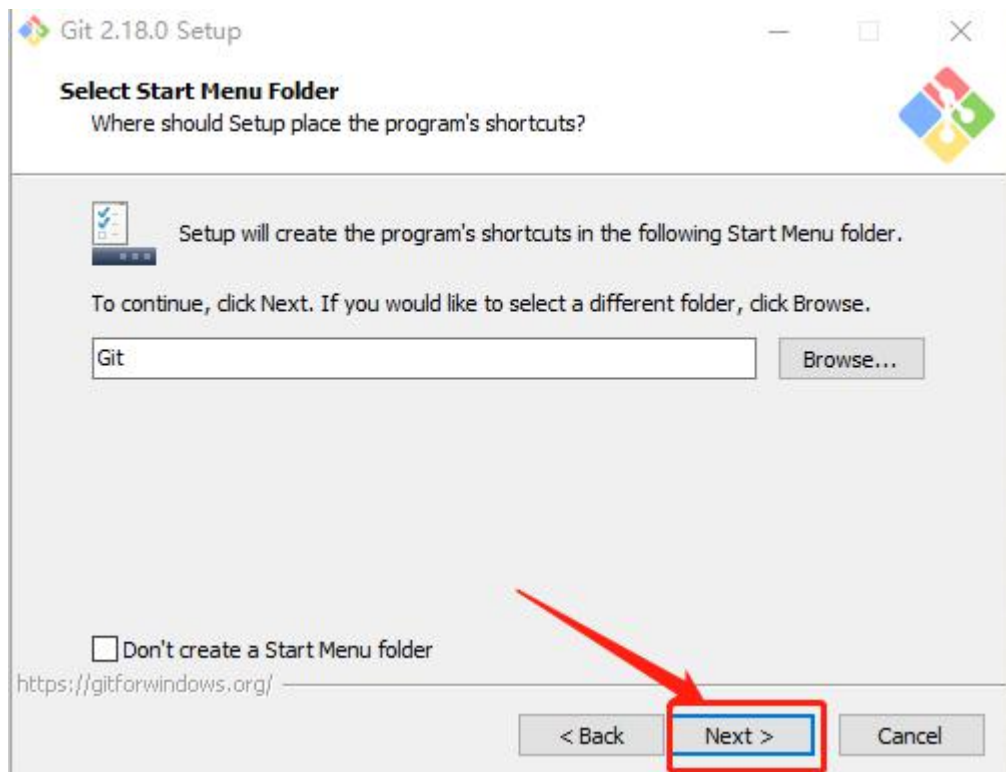 Git 2.18.0 Setup
Select Start Menu Folder
Where should Setup place the program's shortcuts?
Setup will create the program's shortcuts in the following Start Menu folder.
To continue, click Next. If you would like to select a different folder, click Browse.
Git
Browse...
Don't create a Start Menu folder
https://gitforwindows.org/
< Back
Next >
Cancel